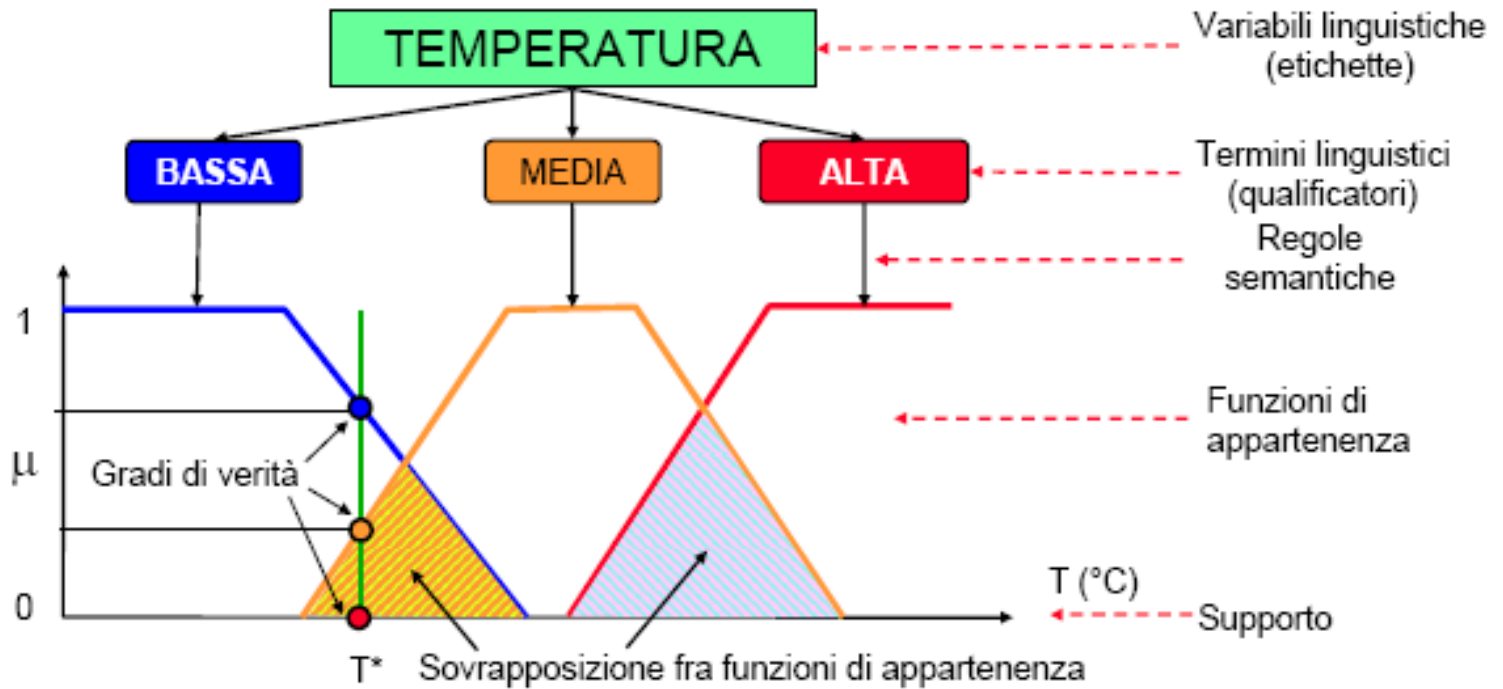 TEMPERATURA
Variabili linguistiche
(etichette)
BASSA
MEDIA
ALTA
Termini linguistici
(qualificatori)
Regole
semantiche
1
Funzioni di
appartenenza
μ
Gradi di verità
0
T (°C)
Supporto
T*
Sovrapposizione fra funzioni di appartenenza